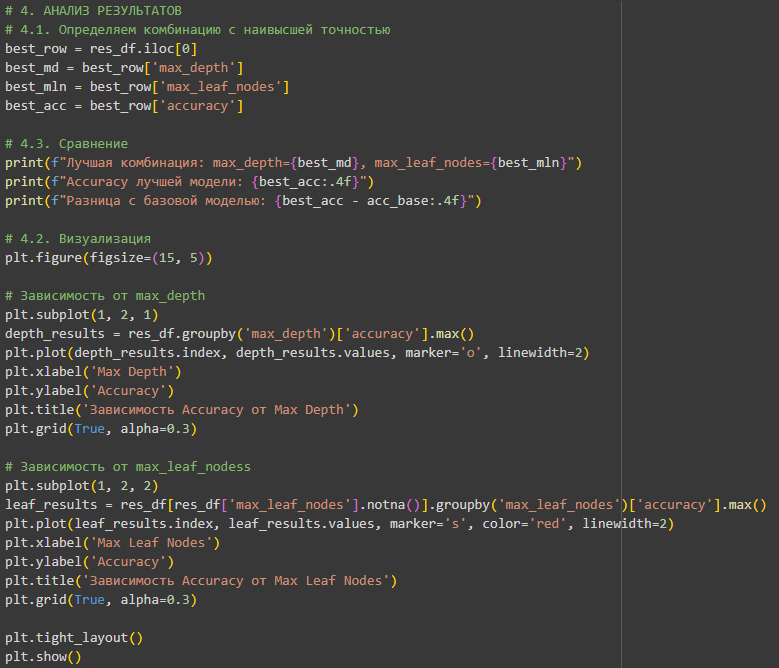 # 4. АНАЛИЗ РЕЗУЛЬТАТОВ
# 4.1. Определяем комбинацию с наивысшей точностью
best_row = res_df.iloc[0]
best_md = best_row['max_depth']
best_mln = best_row['max_leaf_nodes']
best_acc = best_row['accuracy']

# 4.3. Сравнение
print(f"Лучшая комбинация: max_depth={best_md}, max_leaf_nodes={best_mln}")
print(f"Accuracy лучшей модели: {best_acc:.4f}")
print(f"Разница с базовой моделью: {best_acc - acc_base:.4f}")

# 4.2. Визуализация
plt.figure(figsize=(15, 5))

# Зависимость от max_depth
plt.subplot(1, 2, 1)
depth_results = res_df.groupby('max_depth')['accuracy'].max()
plt.plot(depth_results.index, depth_results.values, marker='o', linewidth=2)
plt.xlabel('Max Depth')
plt.ylabel('Accuracy')
plt.title('Зависимость Accuracy от Max Depth')
plt.grid(True, alpha=0.3)

# Зависимость от max_leaf_nodess
plt.subplot(1, 2, 2)
leaf_results = res_df[res_df['max_leaf_nodes'].notna()].groupby('max_leaf_nodes')['accuracy'].max()
plt.plot(leaf_results.index, leaf_results.values, marker='s', color='red', linewidth=2)
plt.xlabel('Max Leaf Nodes')
plt.ylabel('Accuracy')
plt.title('Зависимость Accuracy от Max Leaf Nodes')
plt.grid(True, alpha=0.3)

plt.tight_layout()
plt.show()